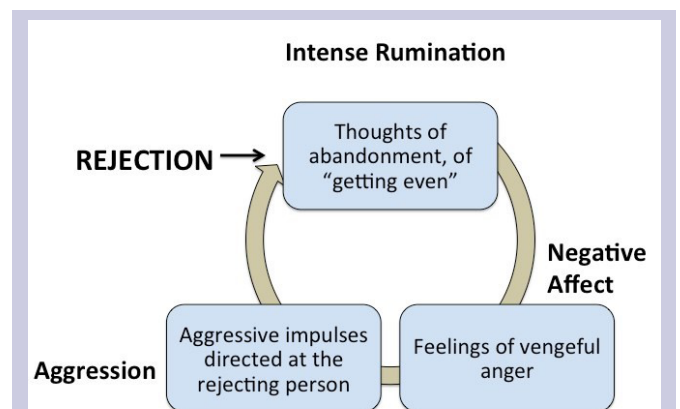 Intense Rumination
Thoughts of
abandonment, of
“getting even”
REJECTION
Negative
Affect
Aggressive impulses
directed at the
rejecting person
Feelings of vengeful
anger
Aggression